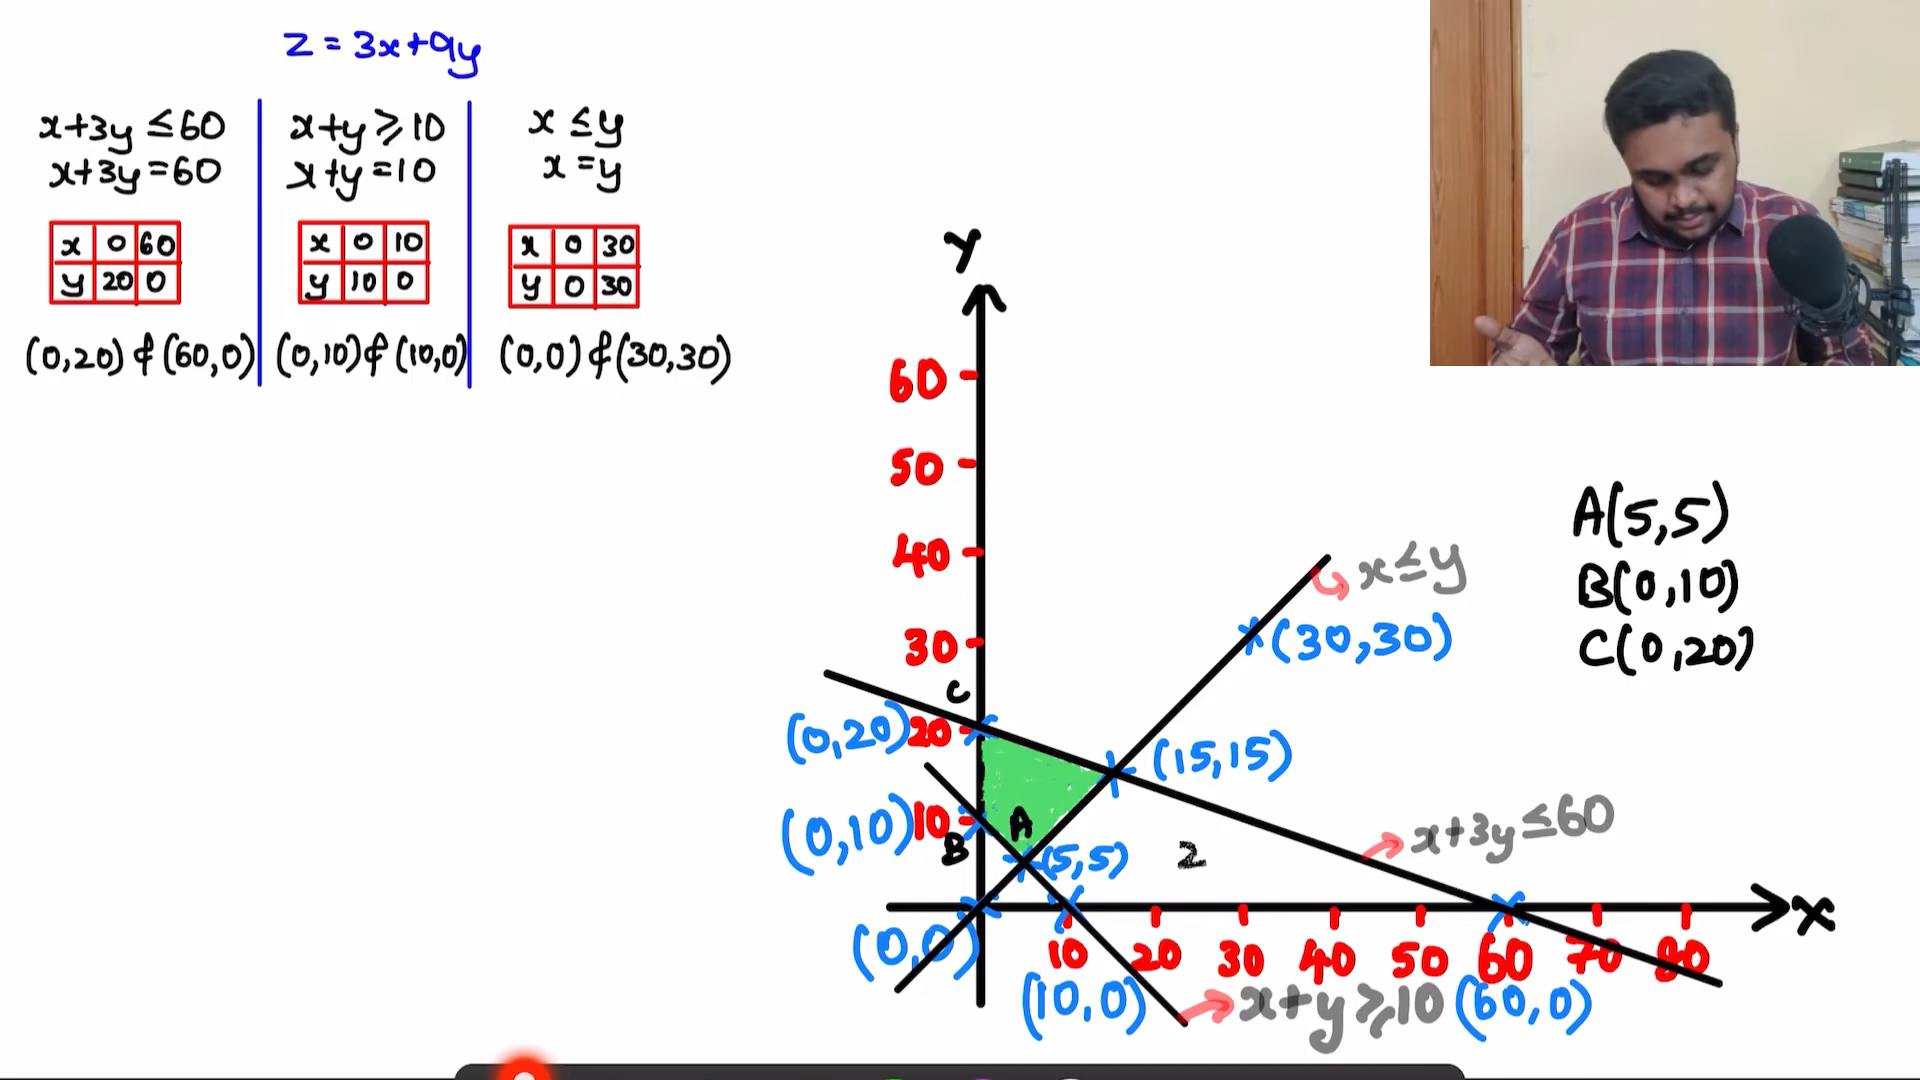 z = 3x+9y
x+3y ≤ 60
x+3y = 60
x 0 60
y 20 0
(0,20) & (60,0)
x+y ≥ 10
x+y = 10
x 0 10
y 10 0
(0,10) & (10,0)
x ≤ y
x = y
x 0 30
y 0 30
(0,0) & (30,30)
A(5,5)
B(0,10)
C(0,20)
Y
60
50
40
x ≤ y
30
(30,30)
C
(0,20) 20
(15,15)
(0,10) 10
A
B
(5,5)
x+3y ≤ 60
2
X
(0,0)
10 20 30 40 50 60 70 80
(10,0)
x+y ≥ 10
(60,0)